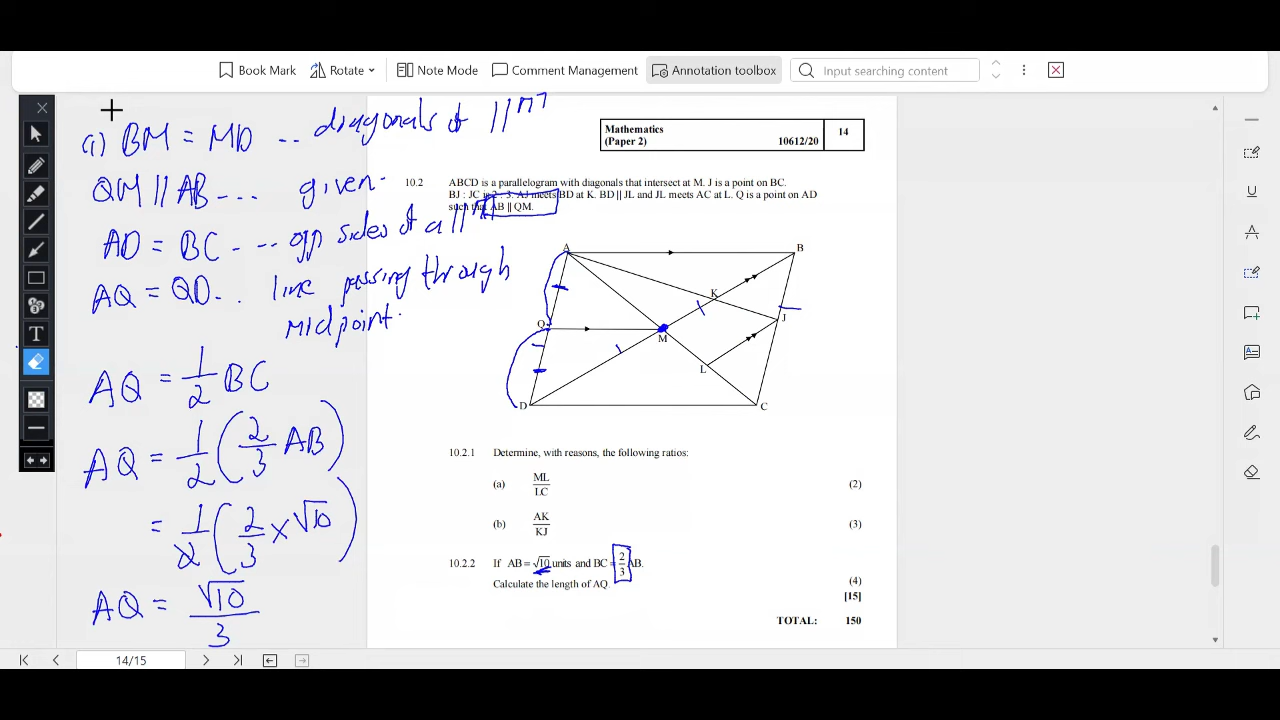 Book Mark Rotate Note Mode Comment Management Annotation toolbox Input searching content
a) BM = MD -- diagonals of ||m
QM || AB --- given
AD = BC - -- opp sides of a ||m
AQ = QD .. line passing through
midpoint
AQ = 1/2 BC
AQ = 1/2 (2/3 AB)
= 1/2 (2/3 × √10)
AQ = √10/3
Mathematics
(Paper 2) 10612/20 14
10.2 ABCD is a parallelogram with diagonals that intersect at M. J is a point on BC.
BJ : JC is 2 : 3. AJ meets BD at K. BD || JL and JL meets AC at L. Q is a point on AD
such that AB || QM.
A B
K
J
Q
M
L
D C
10.2.1 Determine, with reasons, the following ratios:
(a) ML/LC (2)
(b) AK/KJ (3)
10.2.2 If AB = √10 units and BC = 2/3 AB.
Calculate the length of AQ. (4)
[15]
TOTAL: 150
14/15